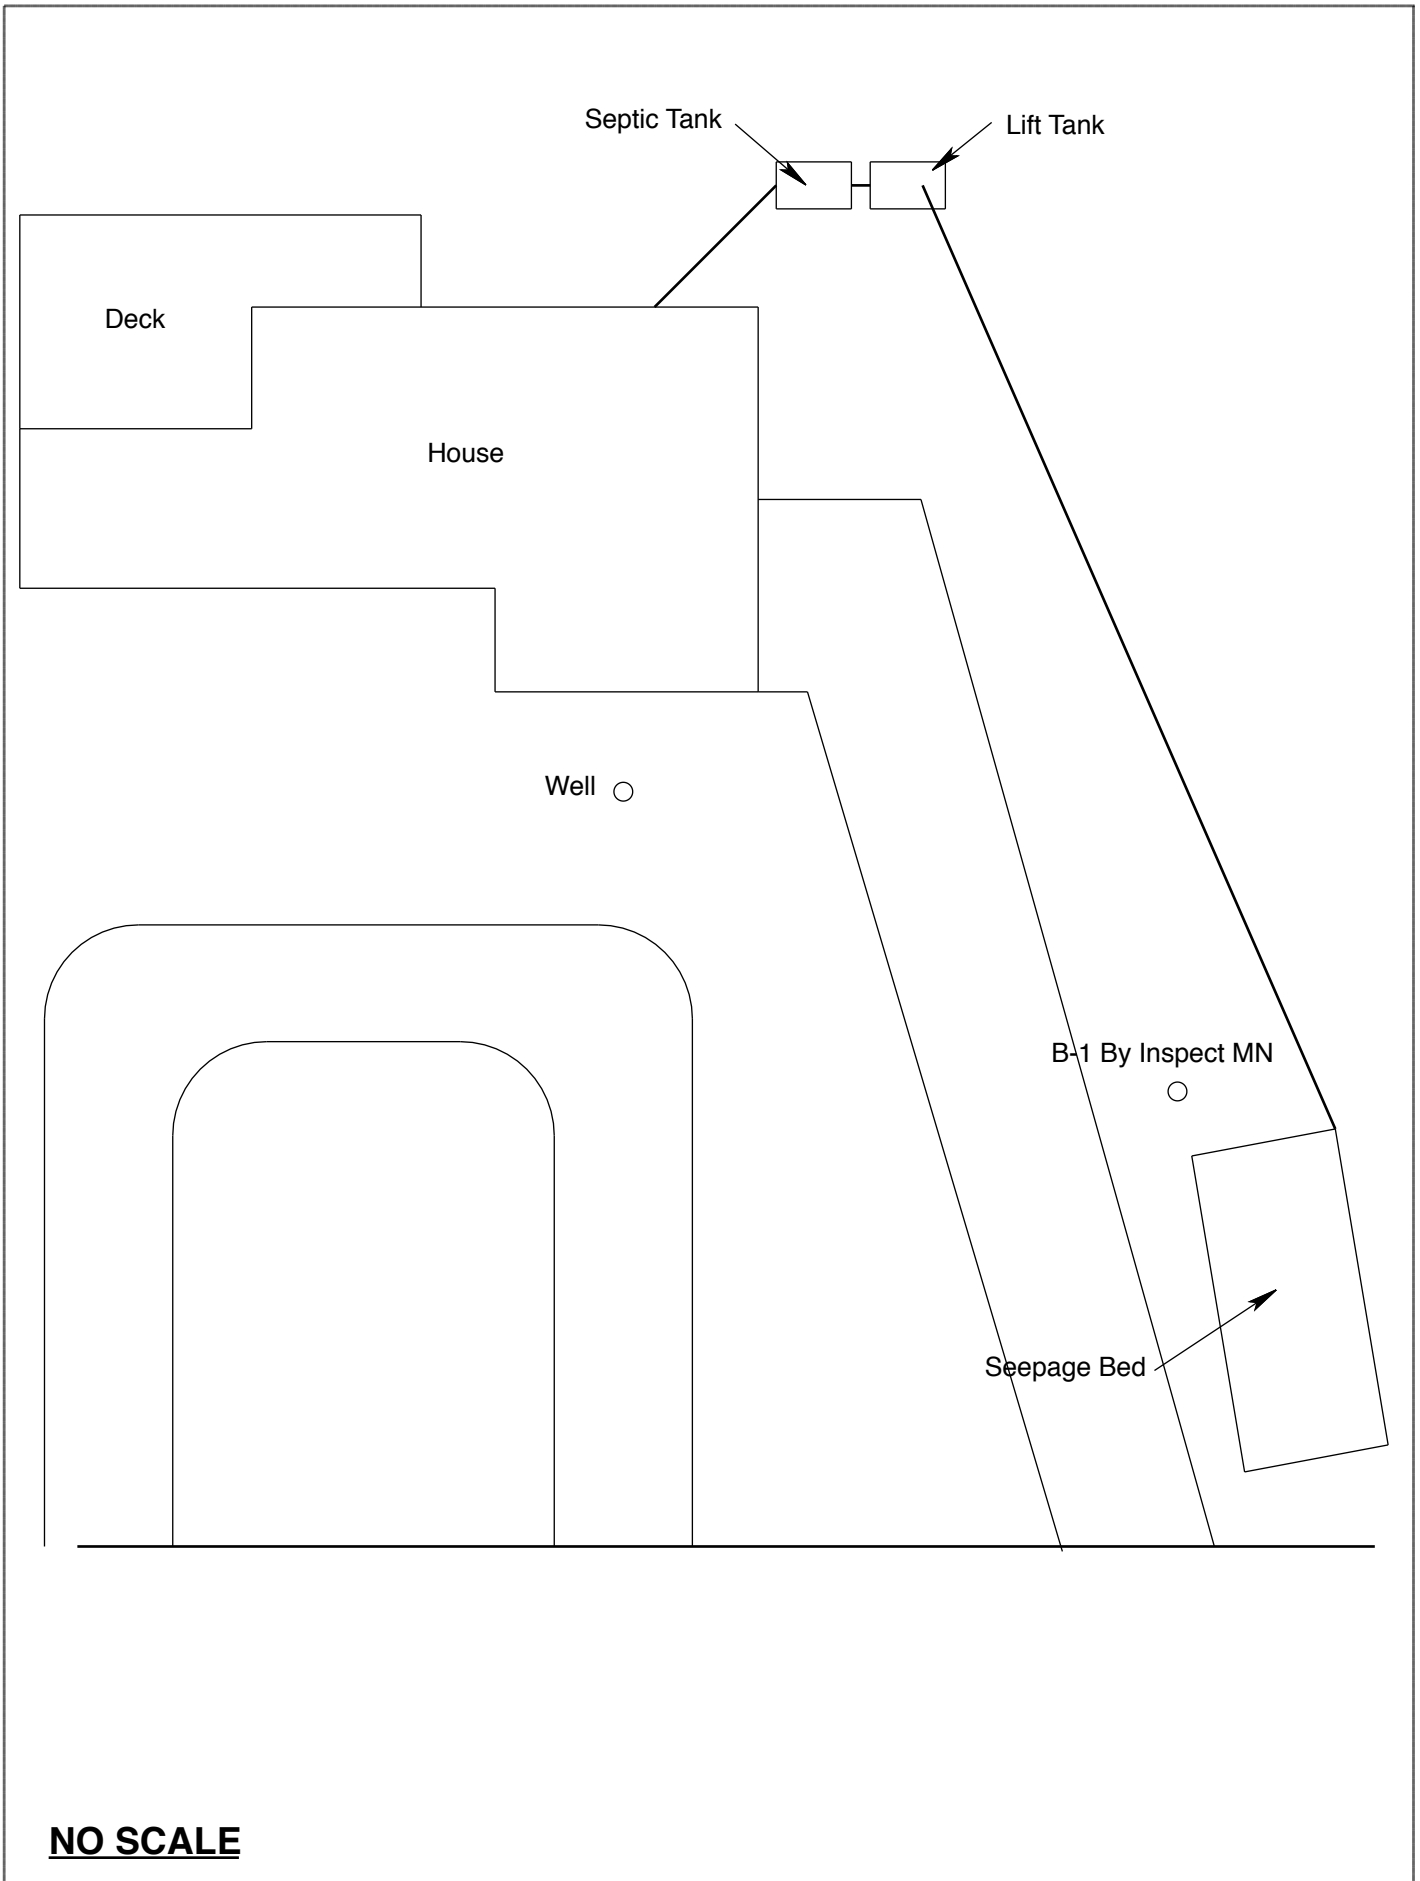 Septic Tank
Lift Tank
Deck
House
Well
B-1 By Inspect MN
Seepage Bed
NO SCALE